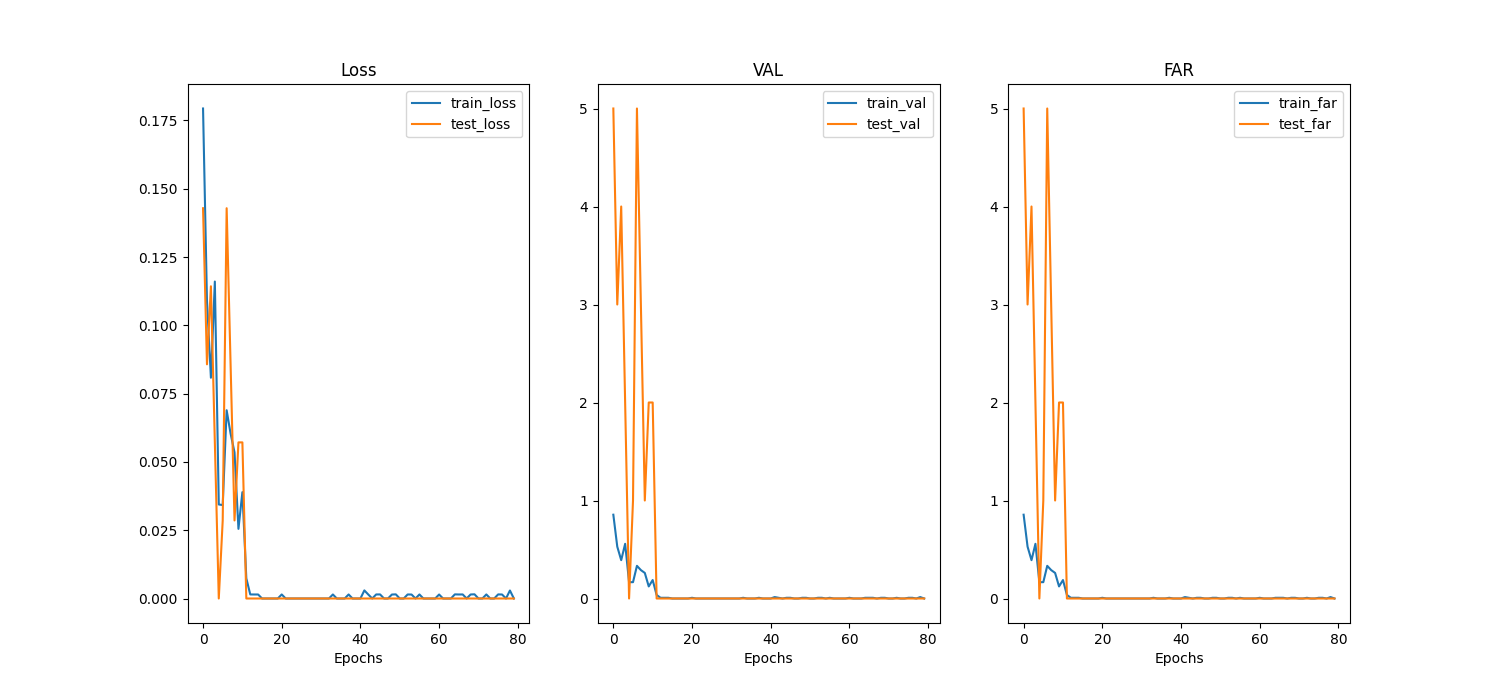 Loss
train_loss
test_loss
0.175
0.150
0.125
0.100
0.075
0.050
0.025
0.000
0 20 40 60 80
Epochs
VAL
train_val
test_val
5
4
3
2
1
0
0 20 40 60 80
Epochs
FAR
train_far
test_far
5
4
3
2
1
0
0 20 40 60 80
Epochs